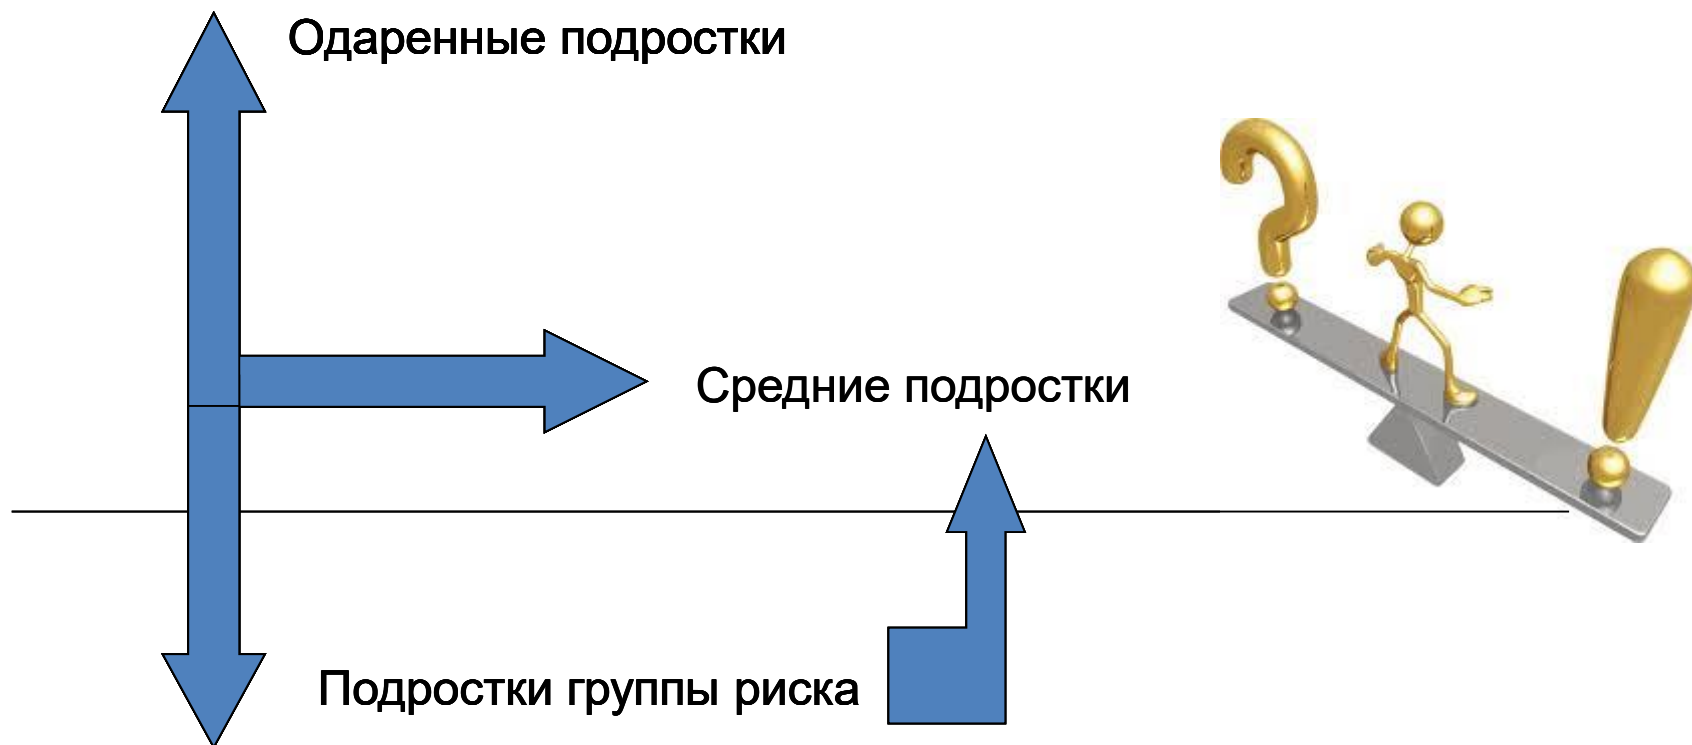 Одаренные подростки
Средние подростки
Подростки группы риска